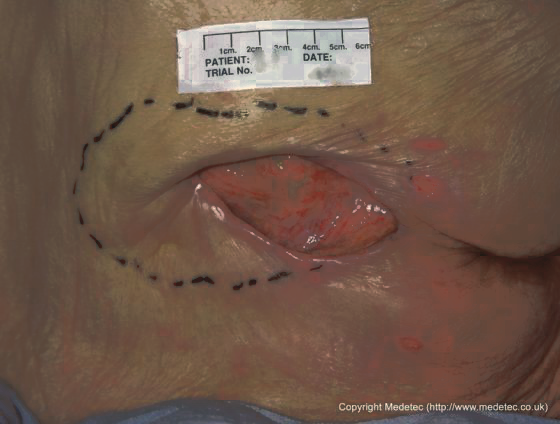 1cm. 2cm. 3cm. 4cm. 5cm. 6cm
PATIENT: DATE:
TRIAL No.
Copyright Medetec (http://www.medetec.co.uk)